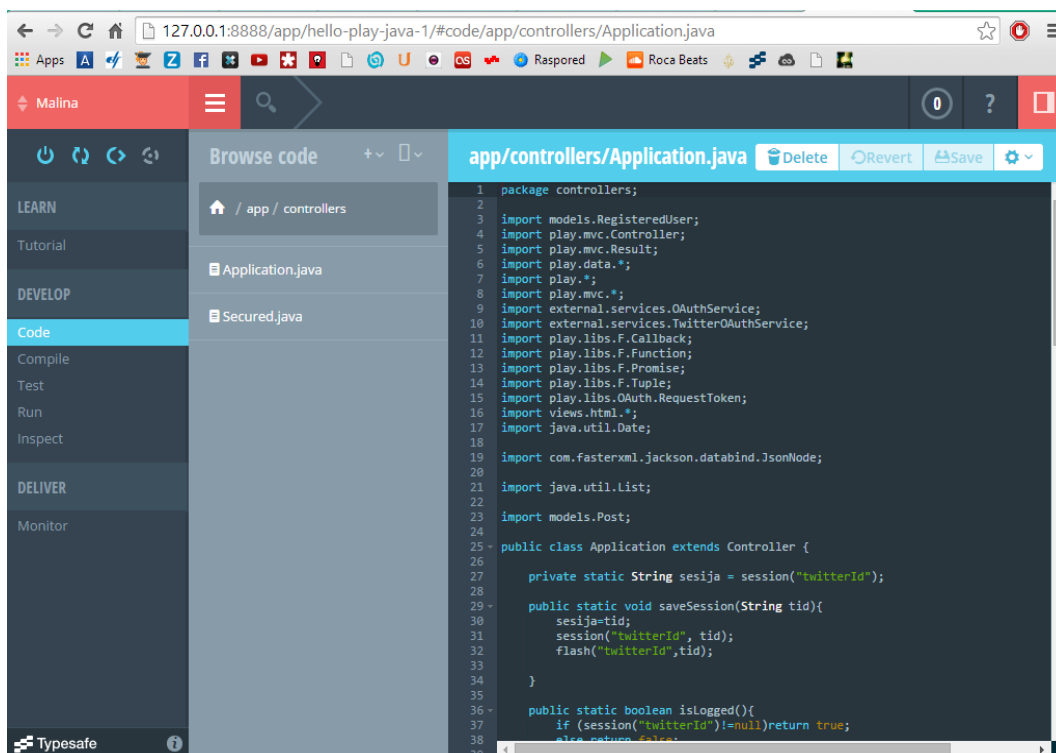 127.0.0.1:8888/app/hello-play-java-1/#code/app/controllers/Application.java
Apps
Raspored
Roca Beats
Malina
0
?
Browse code
app/controllers/Application.java
Delete
Revert
Save
LEARN
Tutorial
DEVELOP
Code
Compile
Test
Run
Inspect
DELIVER
Monitor
Typesafe
/ app / controllers
Application.java
Secured.java
1 package controllers;
2
3 import models.RegisteredUser;
4 import play.mvc.Controller;
5 import play.mvc.Result;
6 import play.data.*;
7 import play.*;
8 import play.mvc.*;
9 import external.services.OAuthService;
10 import external.services.TwitterOAuthService;
11 import play.libs.F.Callback;
12 import play.libs.F.Function;
13 import play.libs.F.Promise;
14 import play.libs.F.Tuple;
15 import play.libs.OAuth.RequestToken;
16 import views.html.*;
17 import java.util.Date;
18
19 import com.fasterxml.jackson.databind.JsonNode;
20
21 import java.util.List;
22
23 import models.Post;
24
25 public class Application extends Controller {
26
27 private static String sesija = session("twitterId");
28
29 public static void saveSession(String tid){
30 sesija=tid;
31 session("twitterId", tid);
32 flash("twitterId",tid);
33
34 }
35
36 public static boolean isLogged(){
37 if (session("twitterId")!=null)return true;
38 else return false;